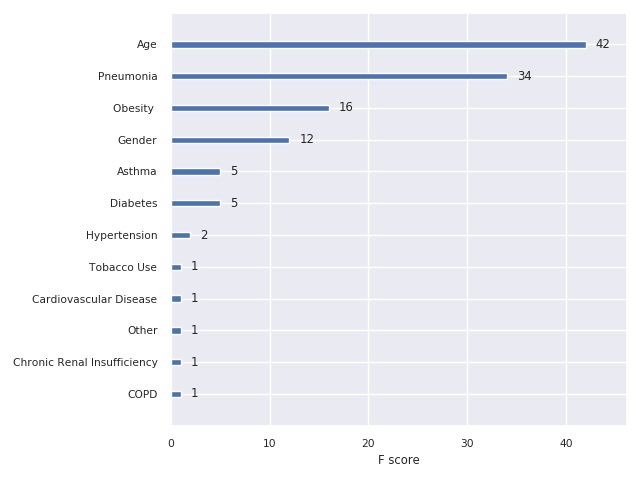 Age 42
Pneumonia 34
Obesity 16
Gender 12
Asthma 5
Diabetes 5
Hypertension 2
Tobacco Use 1
Cardiovascular Disease 1
Other 1
Chronic Renal Insufficiency 1
COPD 1
0 10 20 30 40
F score